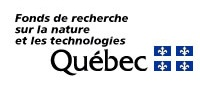 Fonds de recherche
sur la nature
et les technologies
Québec